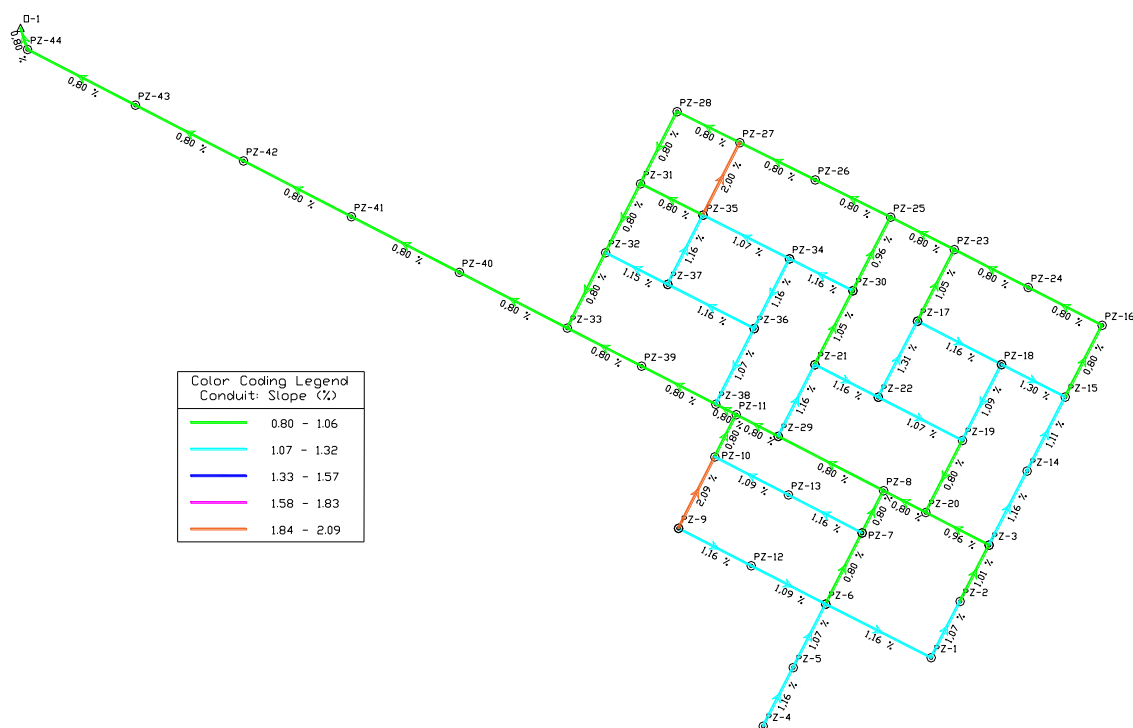 O-1
PZ-44
0.80 %
0.80 %
PZ-43
0.80 %
PZ-42
0.80 %
PZ-41
0.80 %
PZ-40
0.80 %
PZ-28
0.80 %
PZ-27
0.80 %
2.00 %
0.80 %
PZ-26
0.80 %
PZ-31
0.80 %
0.80 %
PZ-35
PZ-25
0.80 %
0.96 %
PZ-23
0.80 %
1.05 %
PZ-24
0.80 %
PZ-16
0.80 %
PZ-32
1.15 %
1.16 %
1.07 %
PZ-34
1.16 %
PZ-37
1.16 %
1.16 %
PZ-30
1.05 %
0.80 %
PZ-33
PZ-36
1.07 %
PZ-17
1.16 %
1.31 %
PZ-18
1.30 %
1.09 %
PZ-15
1.11 %
0.80 %
PZ-39
0.80 %
PZ-21
1.16 %
1.16 %
PZ-22
1.07 %
PZ-38
PZ-11
0.80 %
0.80 %
0.80 %
PZ-29
0.80 %
PZ-19
0.80 %
PZ-14
1.16 %
PZ-10
2.09 %
1.09 %
PZ-13
1.16 %
PZ-8
0.80 %
0.80 %
PZ-20
0.96 %
PZ-3
1.01 %
PZ-9
1.16 %
PZ-7
0.80 %
PZ-12
1.09 %
PZ-6
1.16 %
1.07 %
PZ-2
1.07 %
PZ-1
PZ-5
1.16 %
PZ-4
Color Coding Legend
Conduit: Slope (%)
0.80 - 1.06
1.07 - 1.32
1.33 - 1.57
1.58 - 1.83
1.84 - 2.09